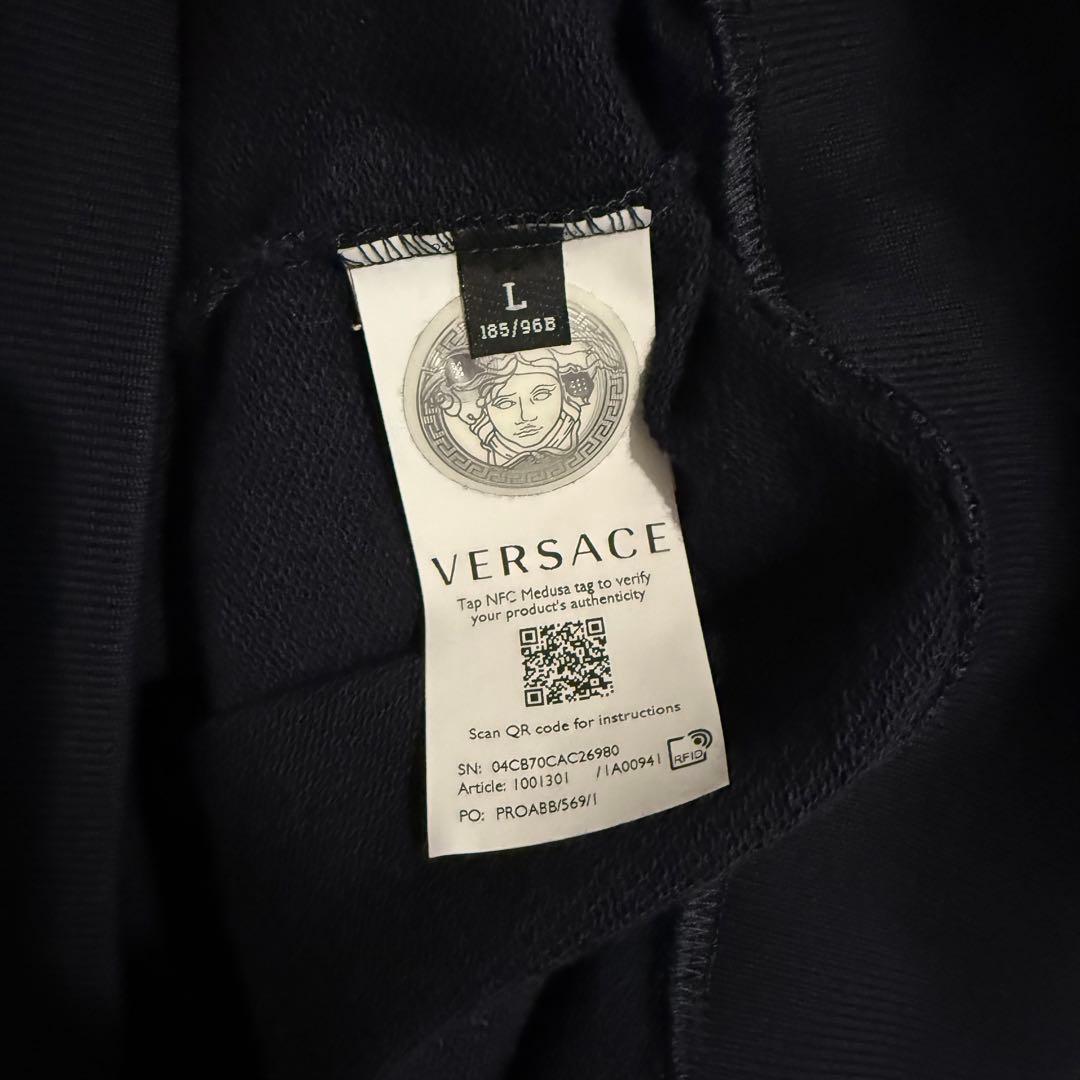 L
185/96B
VERSACE
Tap NFC Medusa tag to verify
your product's authenticity
Scan QR code for instructions
SN: 04CB70CAC26980
Article: 1001301 /1A00941
PO: PROABB/569/1
RFID